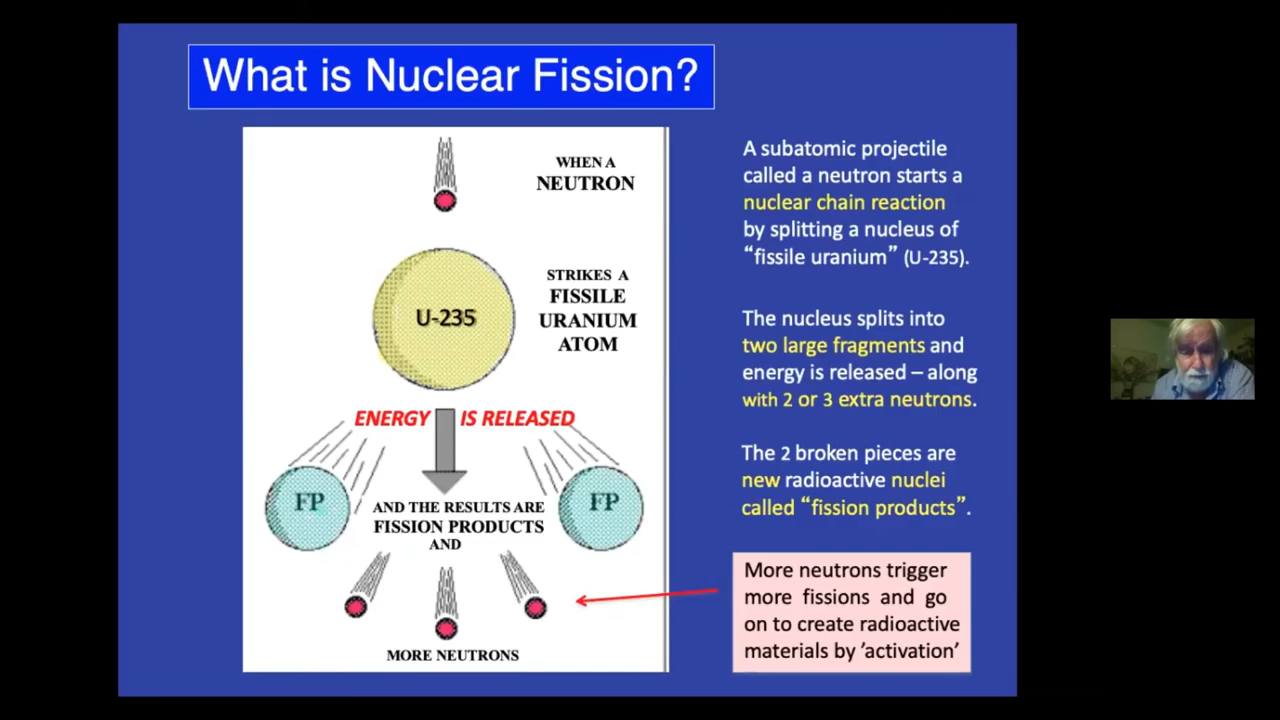 What is Nuclear Fission?
WHEN A
NEUTRON
STRIKES A
FISSILE
URANIUM
ATOM
U-235
ENERGY IS RELEASED
FP
FP
AND THE RESULTS ARE
FISSION PRODUCTS
AND
MORE NEUTRONS
A subatomic projectile
called a neutron starts a
nuclear chain reaction
by splitting a nucleus of
“fissile uranium” (U-235).
The nucleus splits into
two large fragments and
energy is released – along
with 2 or 3 extra neutrons.
The 2 broken pieces are
new radioactive nuclei
called “fission products”.
More neutrons trigger
more fissions and go
on to create radioactive
materials by ’activation’